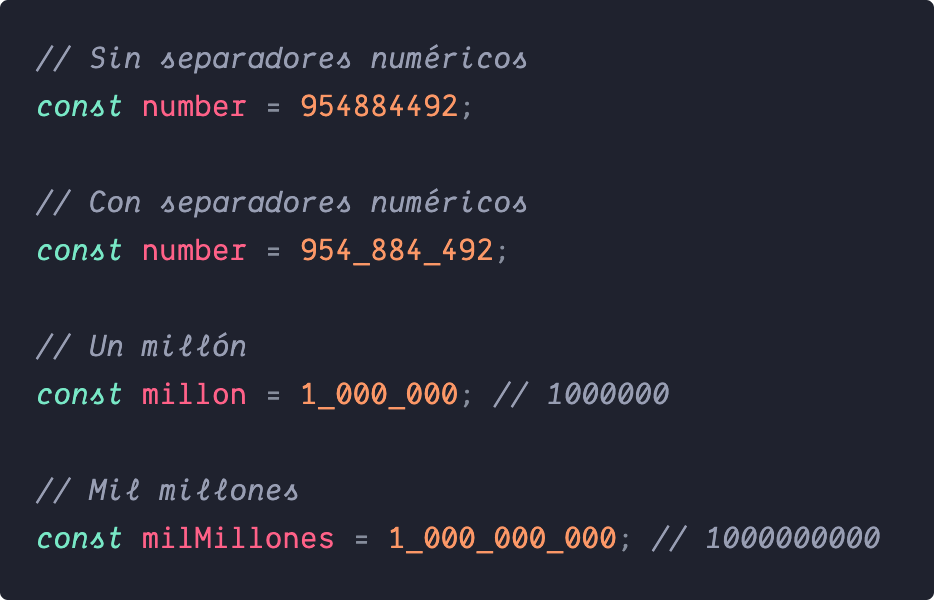 // Sin separadores numéricos
const number = 954884492;
// Con separadores numéricos
const number = 954_884_492;
// Un millón
const millon = 1_000_000; // 1000000
// Mil millones
const milMillones = 1_000_000_000; // 1000000000